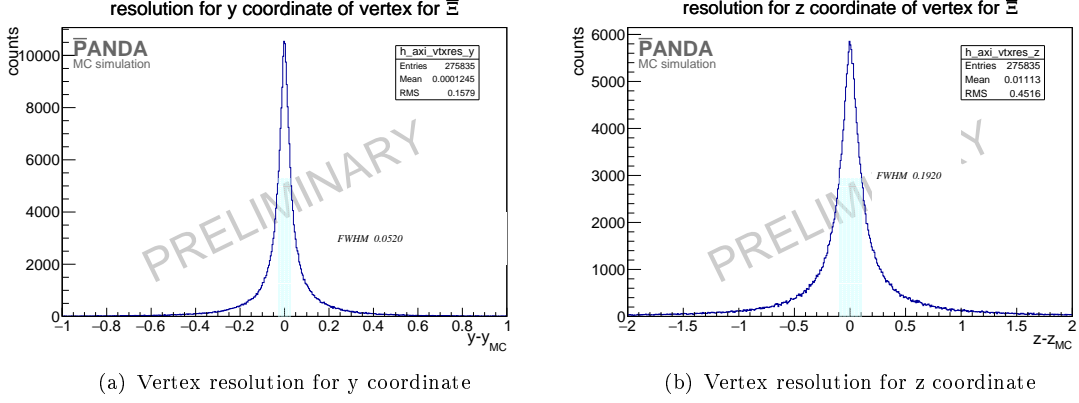 resolution for y coordinate of vertex for Ξ̄
counts
P̄ANDA
MC simulation
h_axi_vtxres_y
Entries 275835
Mean 0.0001245
RMS 0.1579
10000
8000
6000
4000
2000
0
PRELIMINARY
FWHM 0.0520
−1 −0.8 −0.6 −0.4 −0.2 0 0.2 0.4 0.6 0.8 1
y-y_MC
(a) Vertex resolution for y coordinate
resolution for z coordinate of vertex for Ξ̄
counts
P̄ANDA
MC simulation
h_axi_vtxres_z
Entries 275835
Mean 0.01113
RMS 0.4516
6000
5000
4000
3000
2000
1000
0
PRELIMINARY
FWHM 0.1920
−2 −1.5 −1 −0.5 0 0.5 1 1.5 2
z-z_MC
(b) Vertex resolution for z coordinate